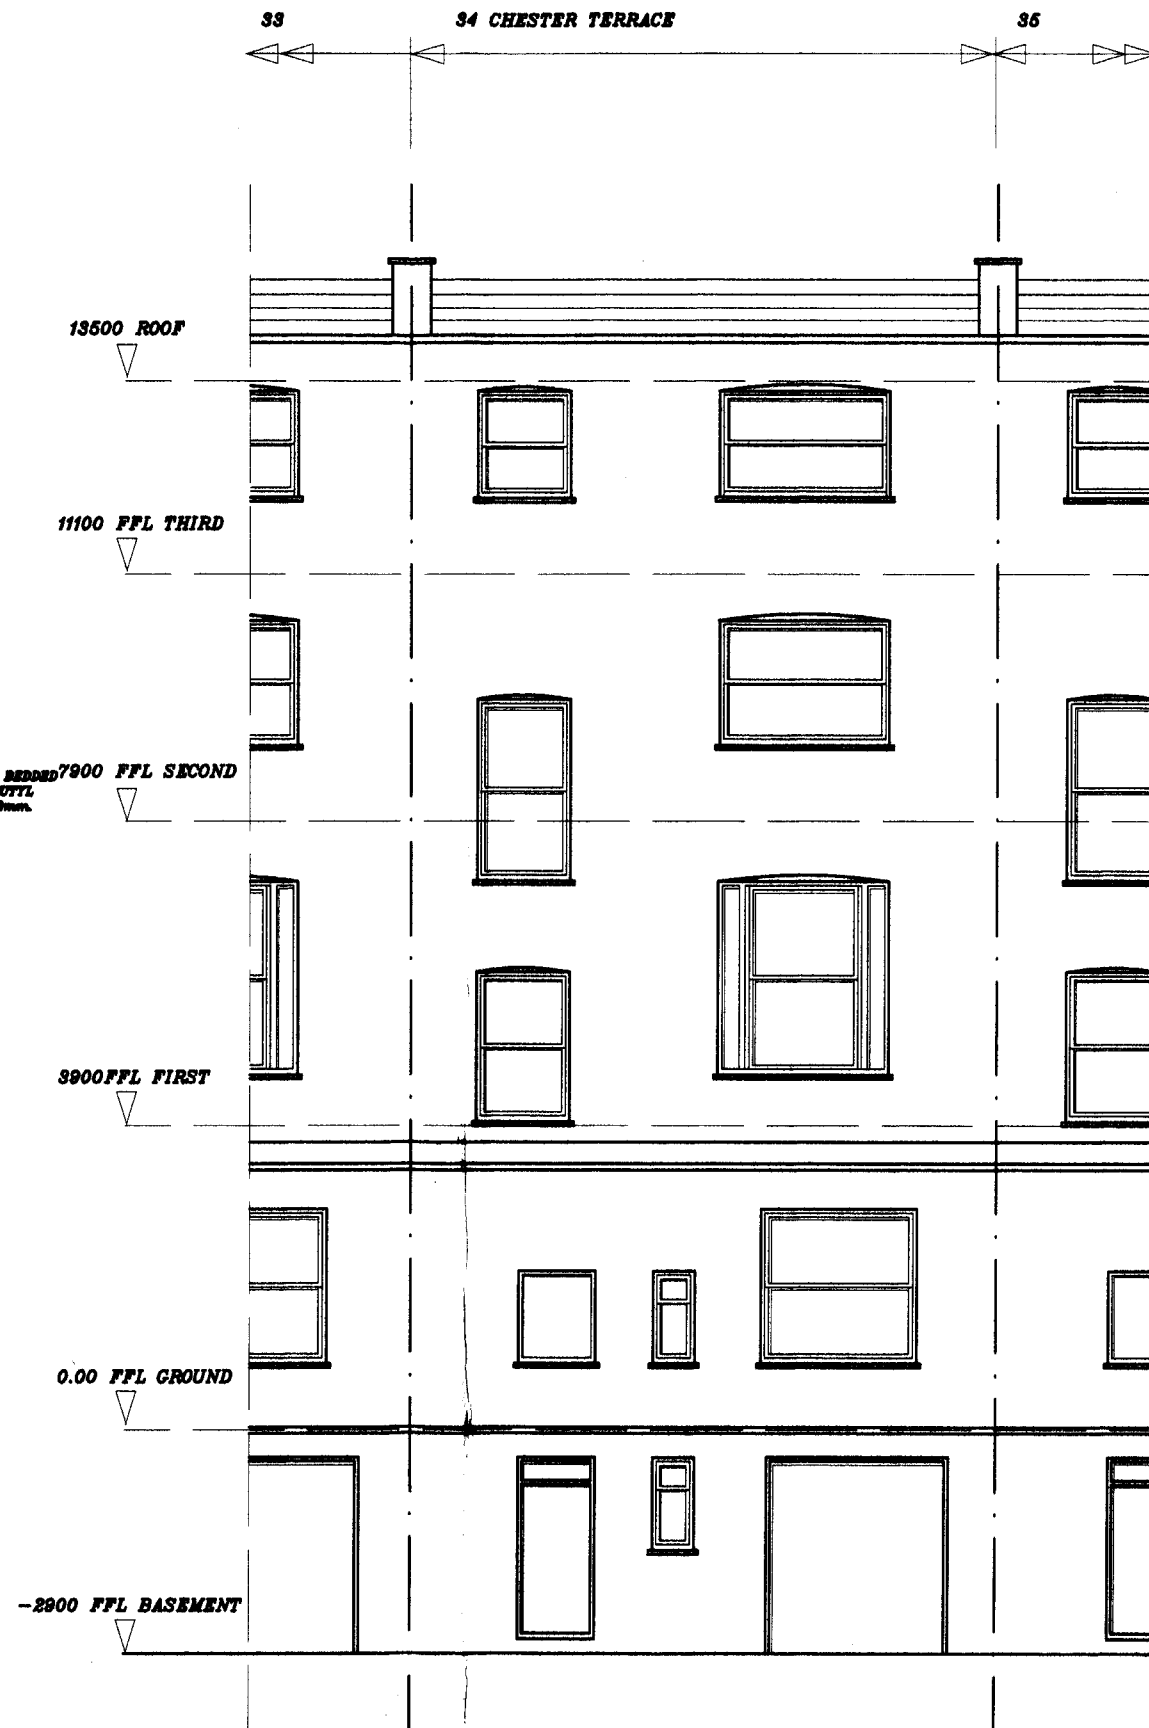 33
34 CHESTER TERRACE
35
13500 ROOF
11100 FFL THIRD
7900 FFL SECOND
BEDDED
3900FFL FIRST
0.00 FFL GROUND
-2900 FFL BASEMENT